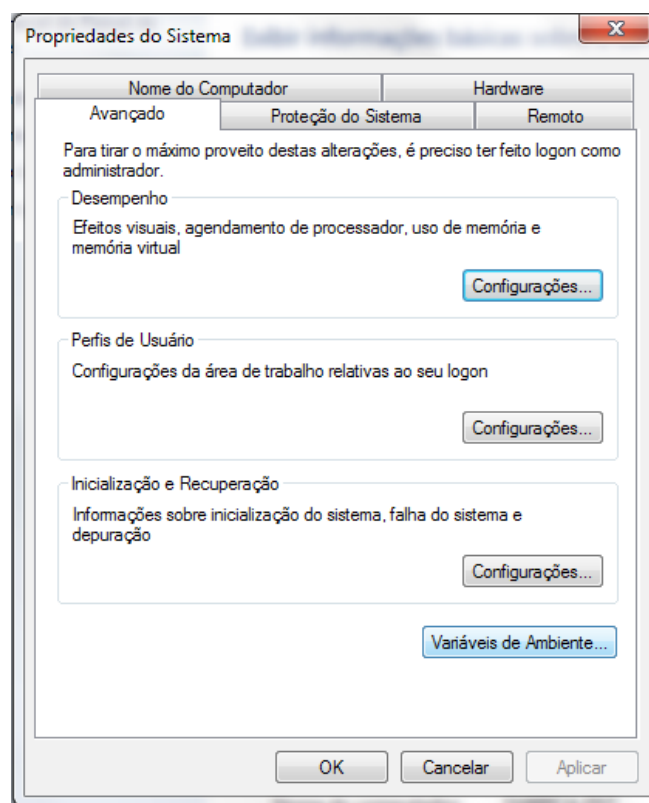 Propriedades do Sistema
Nome do Computador
Hardware
Avançado
Proteção do Sistema
Remoto
Para tirar o máximo proveito destas alterações, é preciso ter feito logon como
administrador.
Desempenho
Efeitos visuais, agendamento de processador, uso de memória e
memória virtual
Configurações...
Perfis de Usuário
Configurações da área de trabalho relativas ao seu logon
Configurações...
Inicialização e Recuperação
Informações sobre inicialização do sistema, falha do sistema e
depuração
Configurações...
Variáveis de Ambiente...
OK
Cancelar
Aplicar